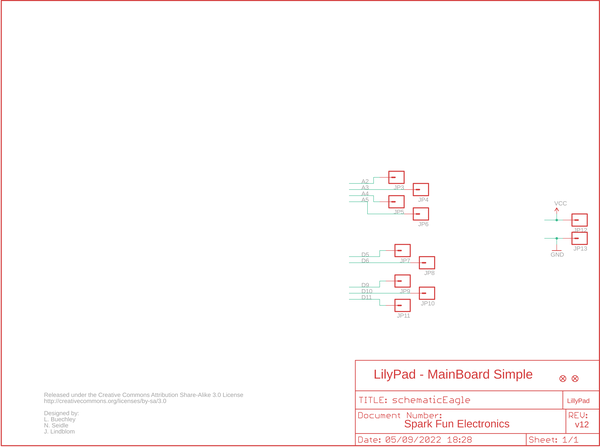 A2
A3
A4
A5
JP3
JP4
JP5
JP6
VCC
JP12
JP13
GND
D5
D6
JP7
JP8
D9
D10
D11
JP9
JP10
JP11
LilyPad - MainBoard Simple
TITLE: schematicEagle
LilyPad
Document Number:
Spark Fun Electronics
REV:
v12
Date: 05/09/2022 18:28
Sheet: 1/1
Released under the Creative Commons Attribution Share-Alike 3.0 License
http://creativecommons.org/licenses/by-sa/3.0
Designed by:
L. Buechley
N. Seidle
J. Lindblom